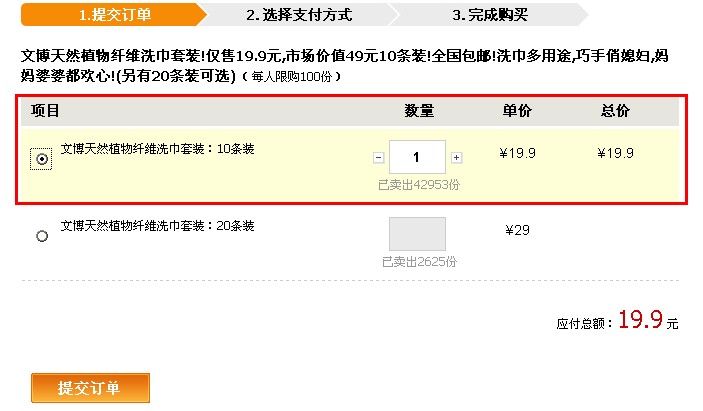 1.提交订单 2.选择支付方式 3.完成购买
文博天然植物纤维洗巾套装!仅售19.9元,市场价值49元10条装!全国包邮!洗巾多用途,巧手俏媳妇,妈
妈婆婆都欢心!(另有20条装可选)（每人限购100份）
项目 数量 单价 总价
文博天然植物纤维洗巾套装：10条装 - 1 + ¥19.9 ¥19.9
已卖出42953份
文博天然植物纤维洗巾套装：20条装 ¥29
已卖出2625份
应付总额：19.9 元
提交订单